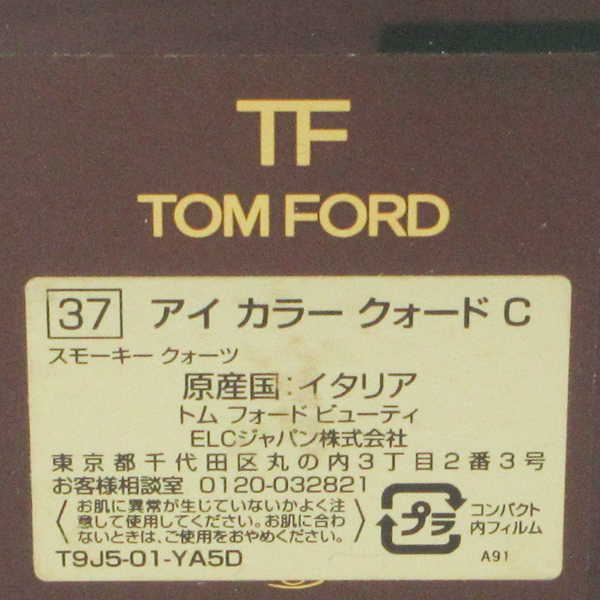 TF
TOM FORD
37 アイ カラー クォード C
スモーキー クォーツ
原産国:イタリア
トム フォード ビューティ
ELCジャパン株式会社
東京都千代田区丸の内3丁目2番3号
お客様相談室 0120-032821
お肌に異常が生じていないかよく注
意して使用してください。お肌に合わ
ないときは、ご使用をおやめください。
プラ
コンパクト
内フィルム
T9J5-01-YA5D
A91